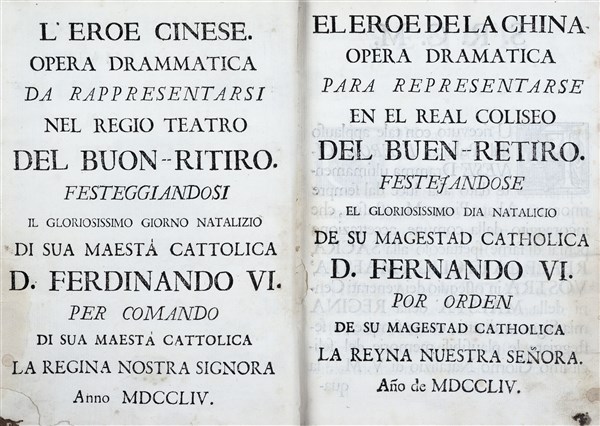 L'EROE CINESE.
OPERA DRAMMATICA
DA RAPPRESENTARSI
NEL REGIO TEATRO
DEL BUON--RITIRO.
FESTEGGIANDOSI
IL GLORIOSISSIMO GIORNO NATALIZIO
DI SUA MAESTÁ CATTOLICA
D. FERDINANDO VI.
PER COMANDO
DI SUA MAESTÁ CATTOLICA
LA REGINA NOSTRA SIGNORA
Anno MDCCLIV.
EL EROE DE LA CHINA.
OPERA DRAMATICA
PARA REPRESENTARSE
EN EL REAL COLISEO
DEL BUEN--RETIRO.
FESTEJANDOSE
EL GLORIOSISSIMO DIA NATALICIO
DE SU MAGESTAD CATHOLICA
D. FERNANDO VI.
POR ORDEN
DE SU MAGESTAD CATHOLICA
LA REYNA NUESTRA SEÑORA.
Año de MDCCLIV.